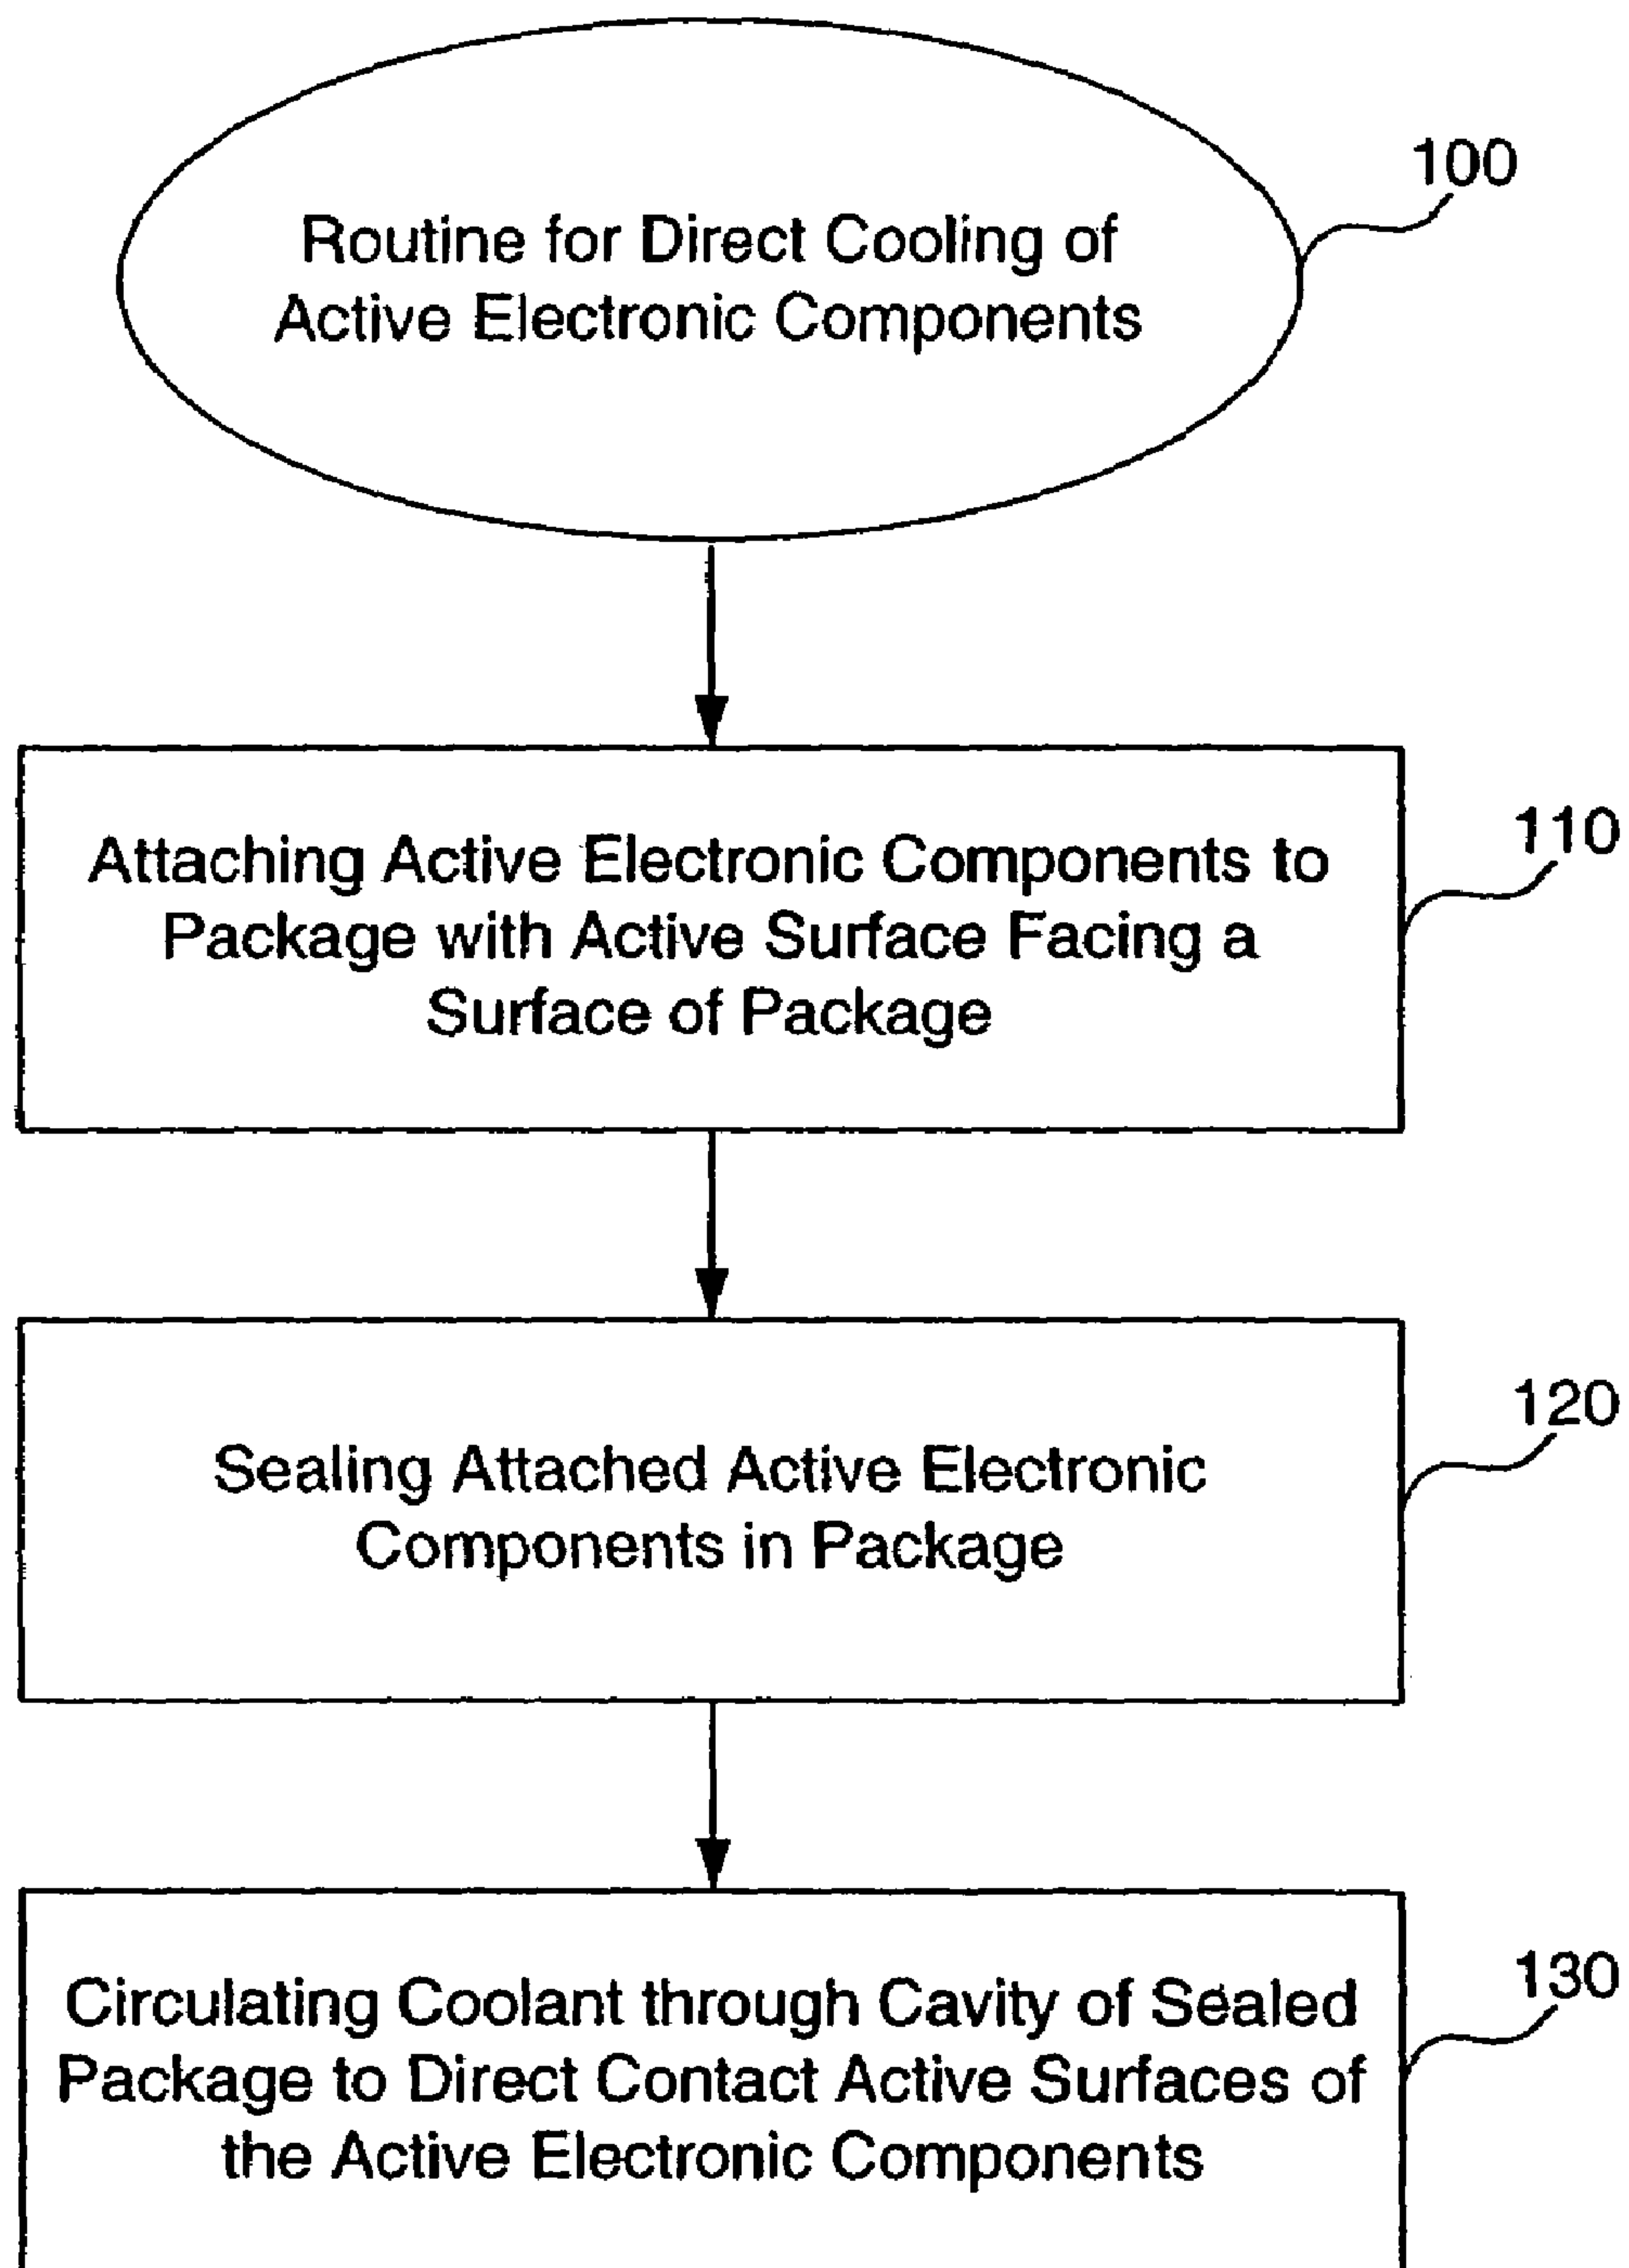 Routine for Direct Cooling of
Active Electronic Components
100
Attaching Active Electronic Components to
Package with Active Surface Facing a
Surface of Package
110
Sealing Attached Active Electronic
Components in Package
120
Circulating Coolant through Cavity of Sealed
Package to Direct Contact Active Surfaces of
the Active Electronic Components
130